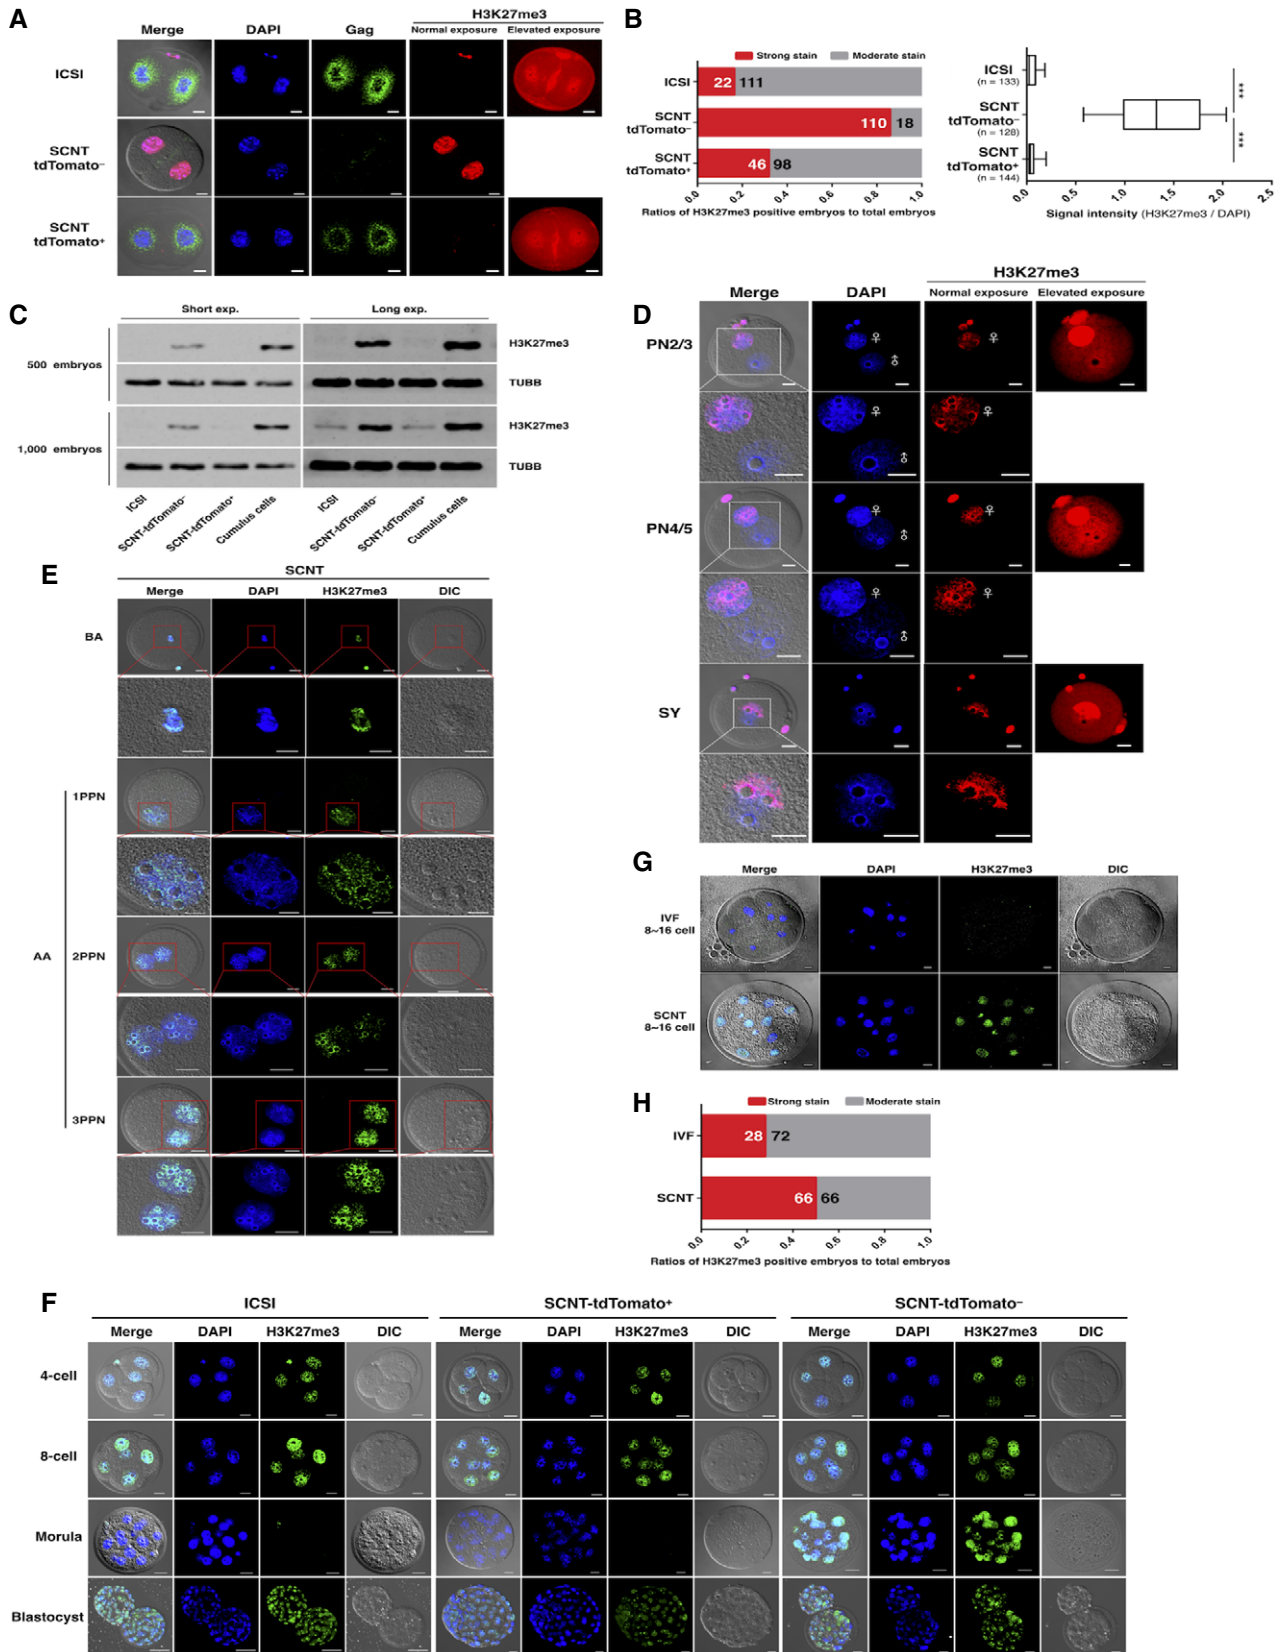 A
H3K27me3
Merge DAPI Gag Normal exposure Elevated exposure
ICSI
SCNT
tdTomato−
SCNT
tdTomato+
B
Strong stain Moderate stain
ICSI 22 111
SCNT
tdTomato− 110 18
SCNT
tdTomato+ 46 98
0.0 0.2 0.4 0.6 0.8 1.0
Ratios of H3K27me3 positive embryos to total embryos
ICSI
(n = 133)
SCNT
tdTomato−
(n = 128)
SCNT
tdTomato+
(n = 144)
***
***
0.0 0.5 1.0 1.5 2.0 2.5
Signal intensity (H3K27me3 / DAPI)
C
Short exp. Long exp.
500 embryos
H3K27me3
TUBB
1,000 embryos
H3K27me3
TUBB
ICSI SCNT-tdTomato− SCNT-tdTomato+ Cumulus cells ICSI SCNT-tdTomato− SCNT-tdTomato+ Cumulus cells
D
H3K27me3
Merge DAPI Normal exposure Elevated exposure
PN2/3
♀ ♀
♂
♀ ♀
♂
PN4/5
♀ ♀
♂
♀ ♀
♂
SY
E
SCNT
Merge DAPI H3K27me3 DIC
BA
AA
1PPN
2PPN
3PPN
G
Merge DAPI H3K27me3 DIC
IVF
8~16 cell
SCNT
8~16 cell
H
Strong stain Moderate stain
IVF 28 72
SCNT 66 66
0.0 0.2 0.4 0.6 0.8 1.0
Ratios of H3K27me3 positive embryos to total embryos
F
ICSI SCNT-tdTomato+ SCNT-tdTomato−
Merge DAPI H3K27me3 DIC Merge DAPI H3K27me3 DIC Merge DAPI H3K27me3 DIC
4-cell
8-cell
Morula
Blastocyst